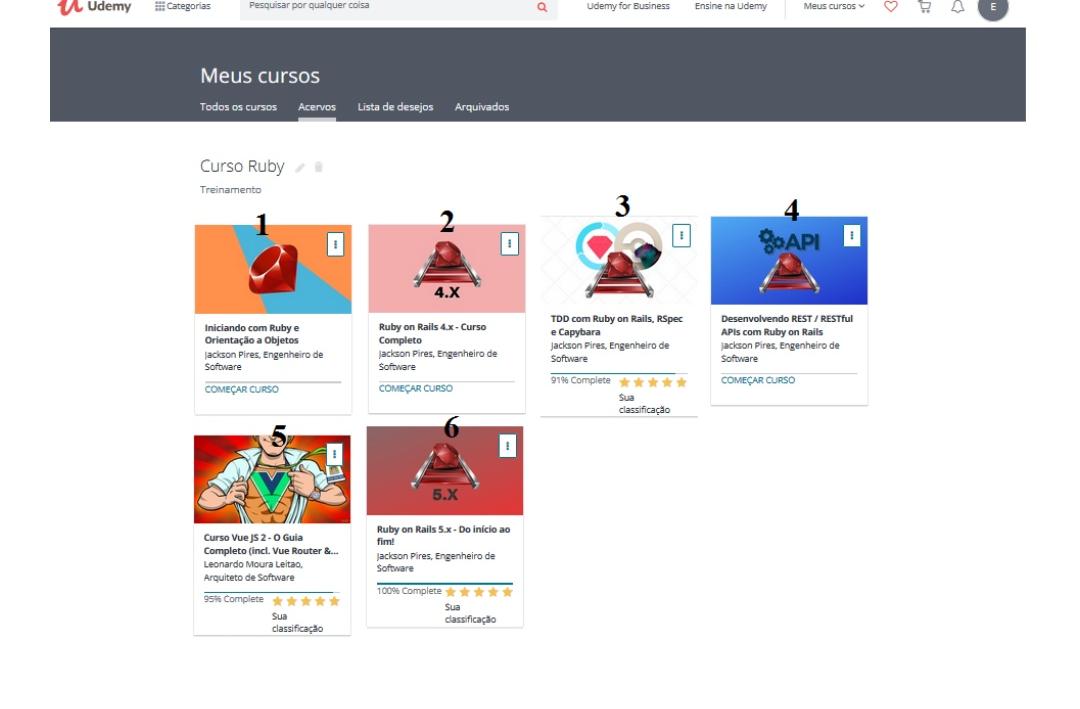 Udemy
Categorias
Pesquisar por qualquer coisa
Udemy for Business
Ensine na Udemy
Meus cursos
E
Meus cursos
Todos os cursos
Acervos
Lista de desejos
Arquivados
Curso Ruby
Treinamento
1
Iniciando com Ruby e
Orientação a Objetos
Jackson Pires, Engenheiro de
Software
COMEÇAR CURSO
2
4.X
Ruby on Rails 4.x - Curso
Completo
Jackson Pires, Engenheiro de
Software
COMEÇAR CURSO
3
TDD com Ruby on Rails, RSpec
e Capybara
Jackson Pires, Engenheiro de
Software
91% Complete
Sua
classificação
4
API
Desenvolvendo REST / RESTful
APIs com Ruby on Rails
Jackson Pires, Engenheiro de
Software
COMEÇAR CURSO
5
Curso Vue JS 2 - O Guia
Completo (incl. Vue Router &...
Leonardo Moura Leitao,
Arquiteto de Software
95% Complete
Sua
classificação
6
5.X
Ruby on Rails 5.x - Do início ao
fim!
Jackson Pires, Engenheiro de
Software
100% Complete
Sua
classificação